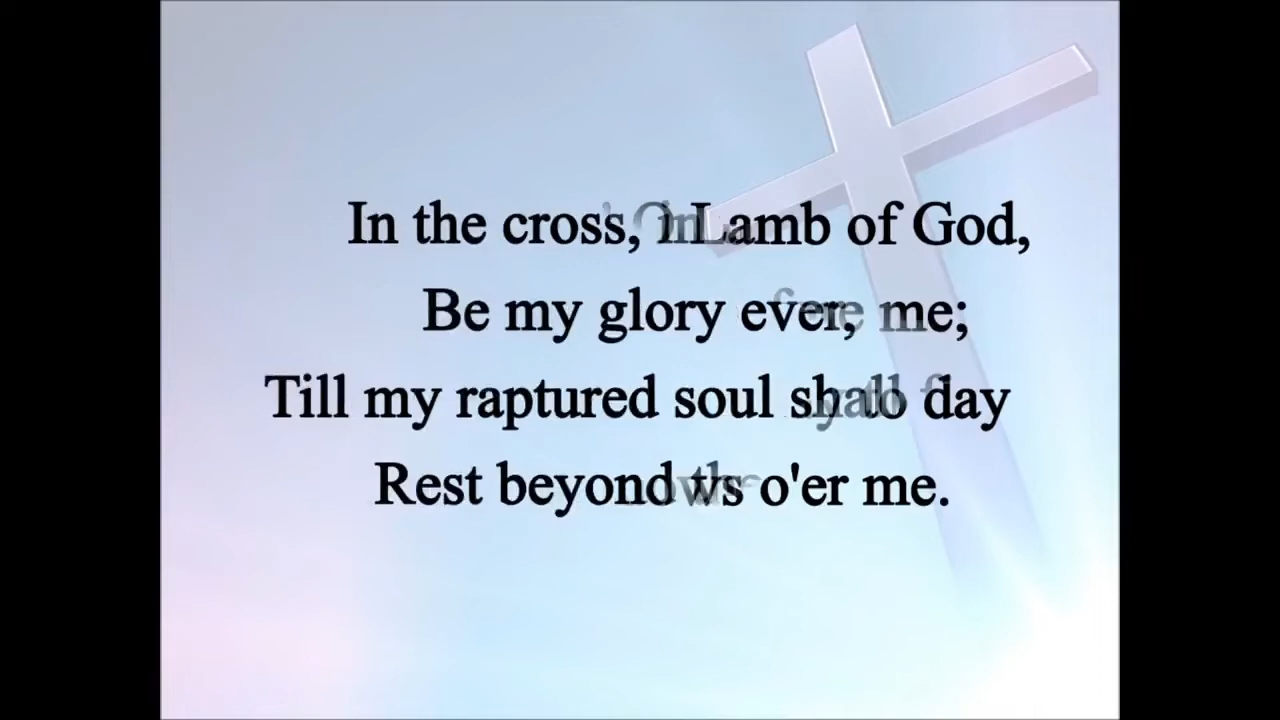 In the cross, Lamb of God,
Be my glory ever me;
Till my raptured soul day
Rest beyond o'er me.